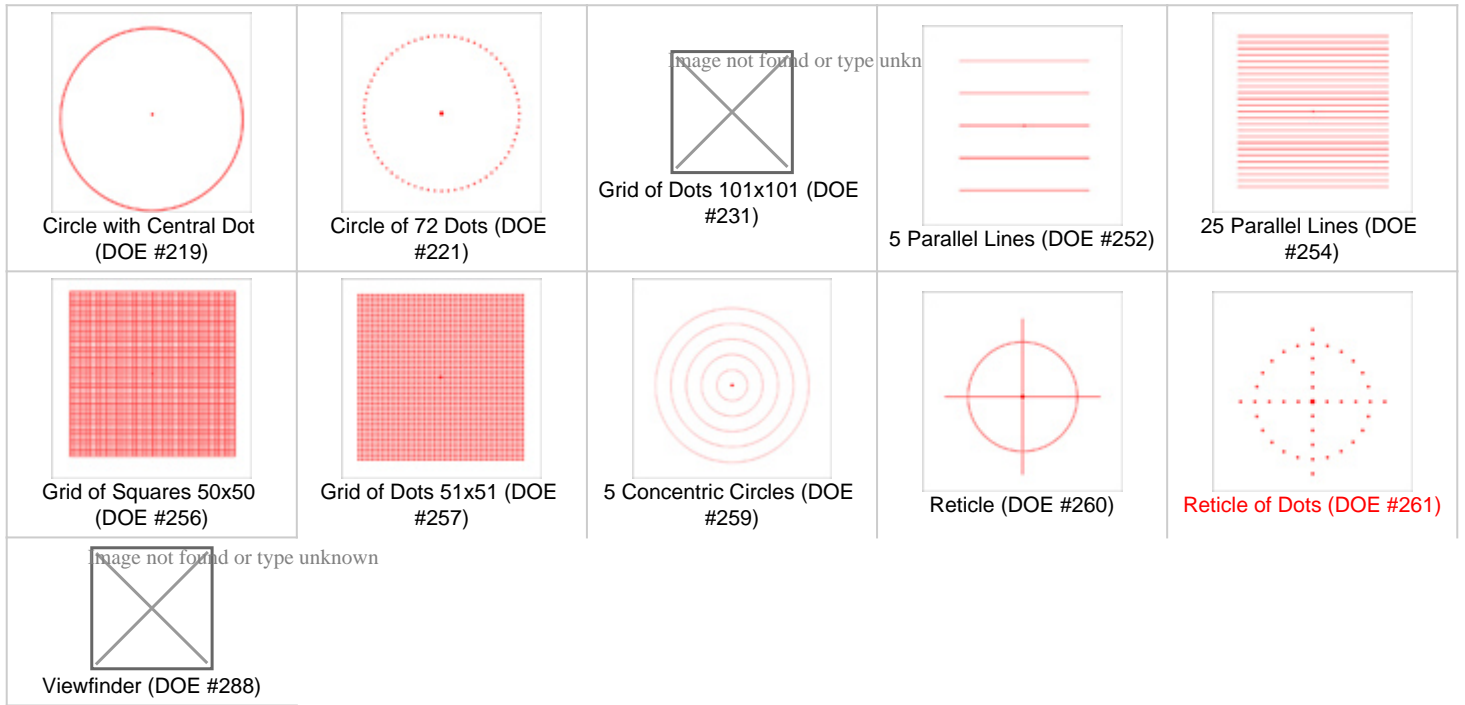 Image not found or type unkn
Circle with Central Dot
(DOE #219)
Circle of 72 Dots (DOE
#221)
Grid of Dots 101x101 (DOE
#231)
5 Parallel Lines (DOE #252)
25 Parallel Lines (DOE
#254)
Grid of Squares 50x50
(DOE #256)
Grid of Dots 51x51 (DOE
#257)
5 Concentric Circles (DOE
#259)
Reticle (DOE #260)
Reticle of Dots (DOE #261)
Image not found or type unknown
Viewfinder (DOE #288)